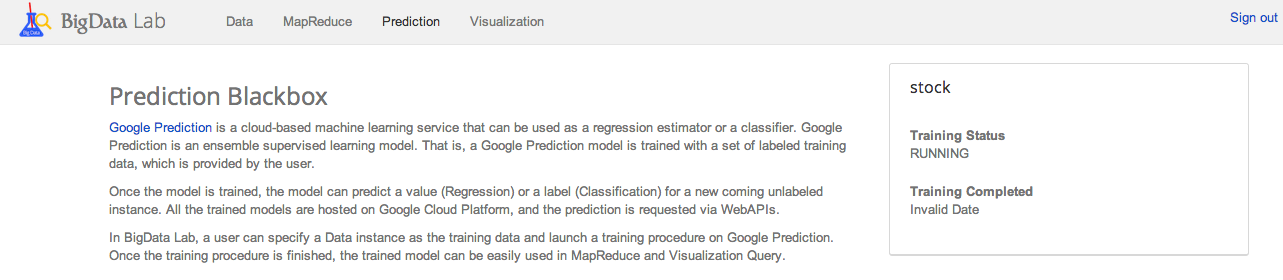 Big Data
BigData Lab
Data MapReduce Prediction Visualization
Sign out
Prediction Blackbox
Google Prediction is a cloud-based machine learning service that can be used as a regression estimator or a classifier. Google
Prediction is an ensemble supervised learning model. That is, a Google Prediction model is trained with a set of labeled training
data, which is provided by the user.
Once the model is trained, the model can predict a value (Regression) or a label (Classification) for a new coming unlabeled
instance. All the trained models are hosted on Google Cloud Platform, and the prediction is requested via WebAPIs.
In BigData Lab, a user can specify a Data instance as the training data and launch a training procedure on Google Prediction.
Once the training procedure is finished, the trained model can be easily used in MapReduce and Visualization Query.
stock
Training Status
RUNNING
Training Completed
Invalid Date